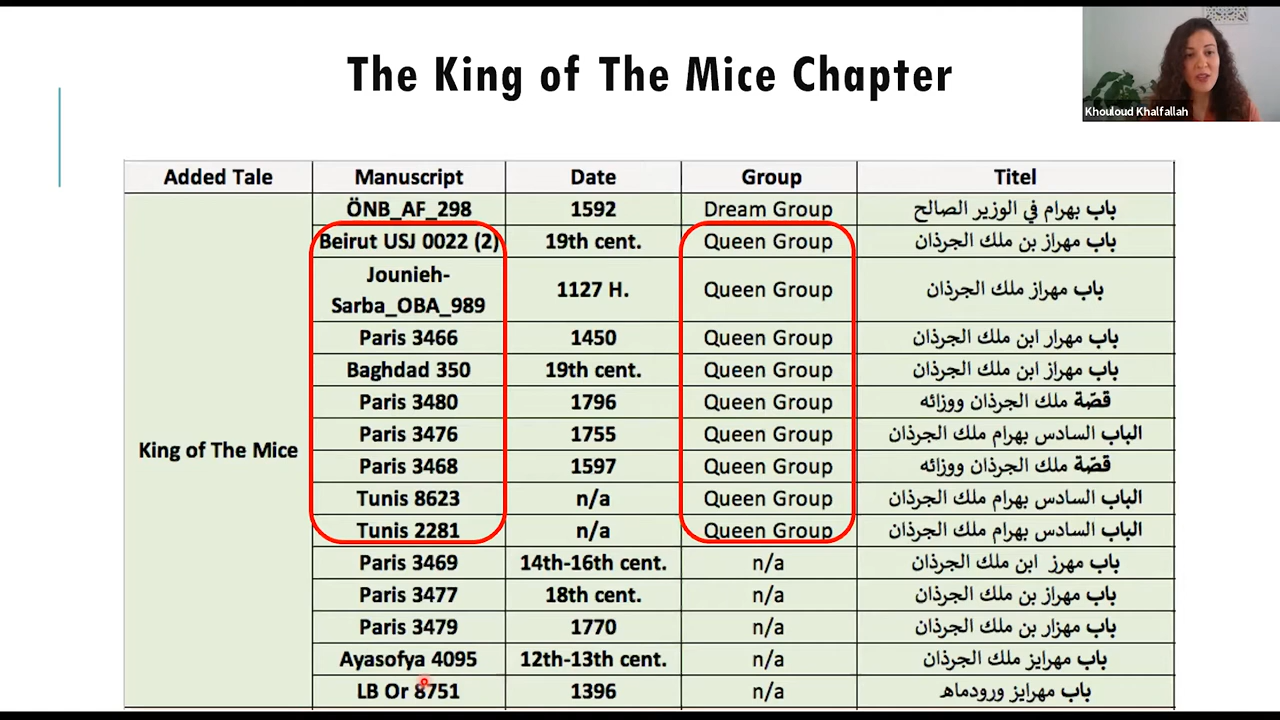 The King of The Mice Chapter
Khouloud Khalfallah
Added Tale Manuscript Date Group Titel
King of The Mice
ÖNB_AF_298 1592 Dream Group باب بهرام في الوزير الصالح
Beirut USJ 0022 (2) 19th cent. Queen Group باب مهراز بن ملك الجرذان
Jounieh-
Sarba_OBA_989 1127 H. Queen Group باب مهراز ملك الجرذان
Paris 3466 1450 Queen Group باب مهرار ابن ملك الجرذان
Baghdad 350 19th cent. Queen Group باب مهراز ابن ملك الجرذان
Paris 3480 1796 Queen Group قصّة ملك الجرذان ووزائه
Paris 3476 1755 Queen Group الباب السادس بهرام ملك الجرذان
Paris 3468 1597 Queen Group قصّة ملك الجرذان ووزائه
Tunis 8623 n/a Queen Group الباب السادس بهرام ملك الجرذان
Tunis 2281 n/a Queen Group الباب السادس بهرام ملك الجرذان
Paris 3469 14th-16th cent. n/a باب مهرز ابن ملك الجرذان
Paris 3477 18th cent. n/a باب مهراز بن ملك الجرذان
Paris 3479 1770 n/a باب مهزار بن ملك الجرذان
Ayasofya 4095 12th-13th cent. n/a باب مهرايز ملك الجرذان
LB Or 8751 1396 n/a باب مهرايز ورودماه